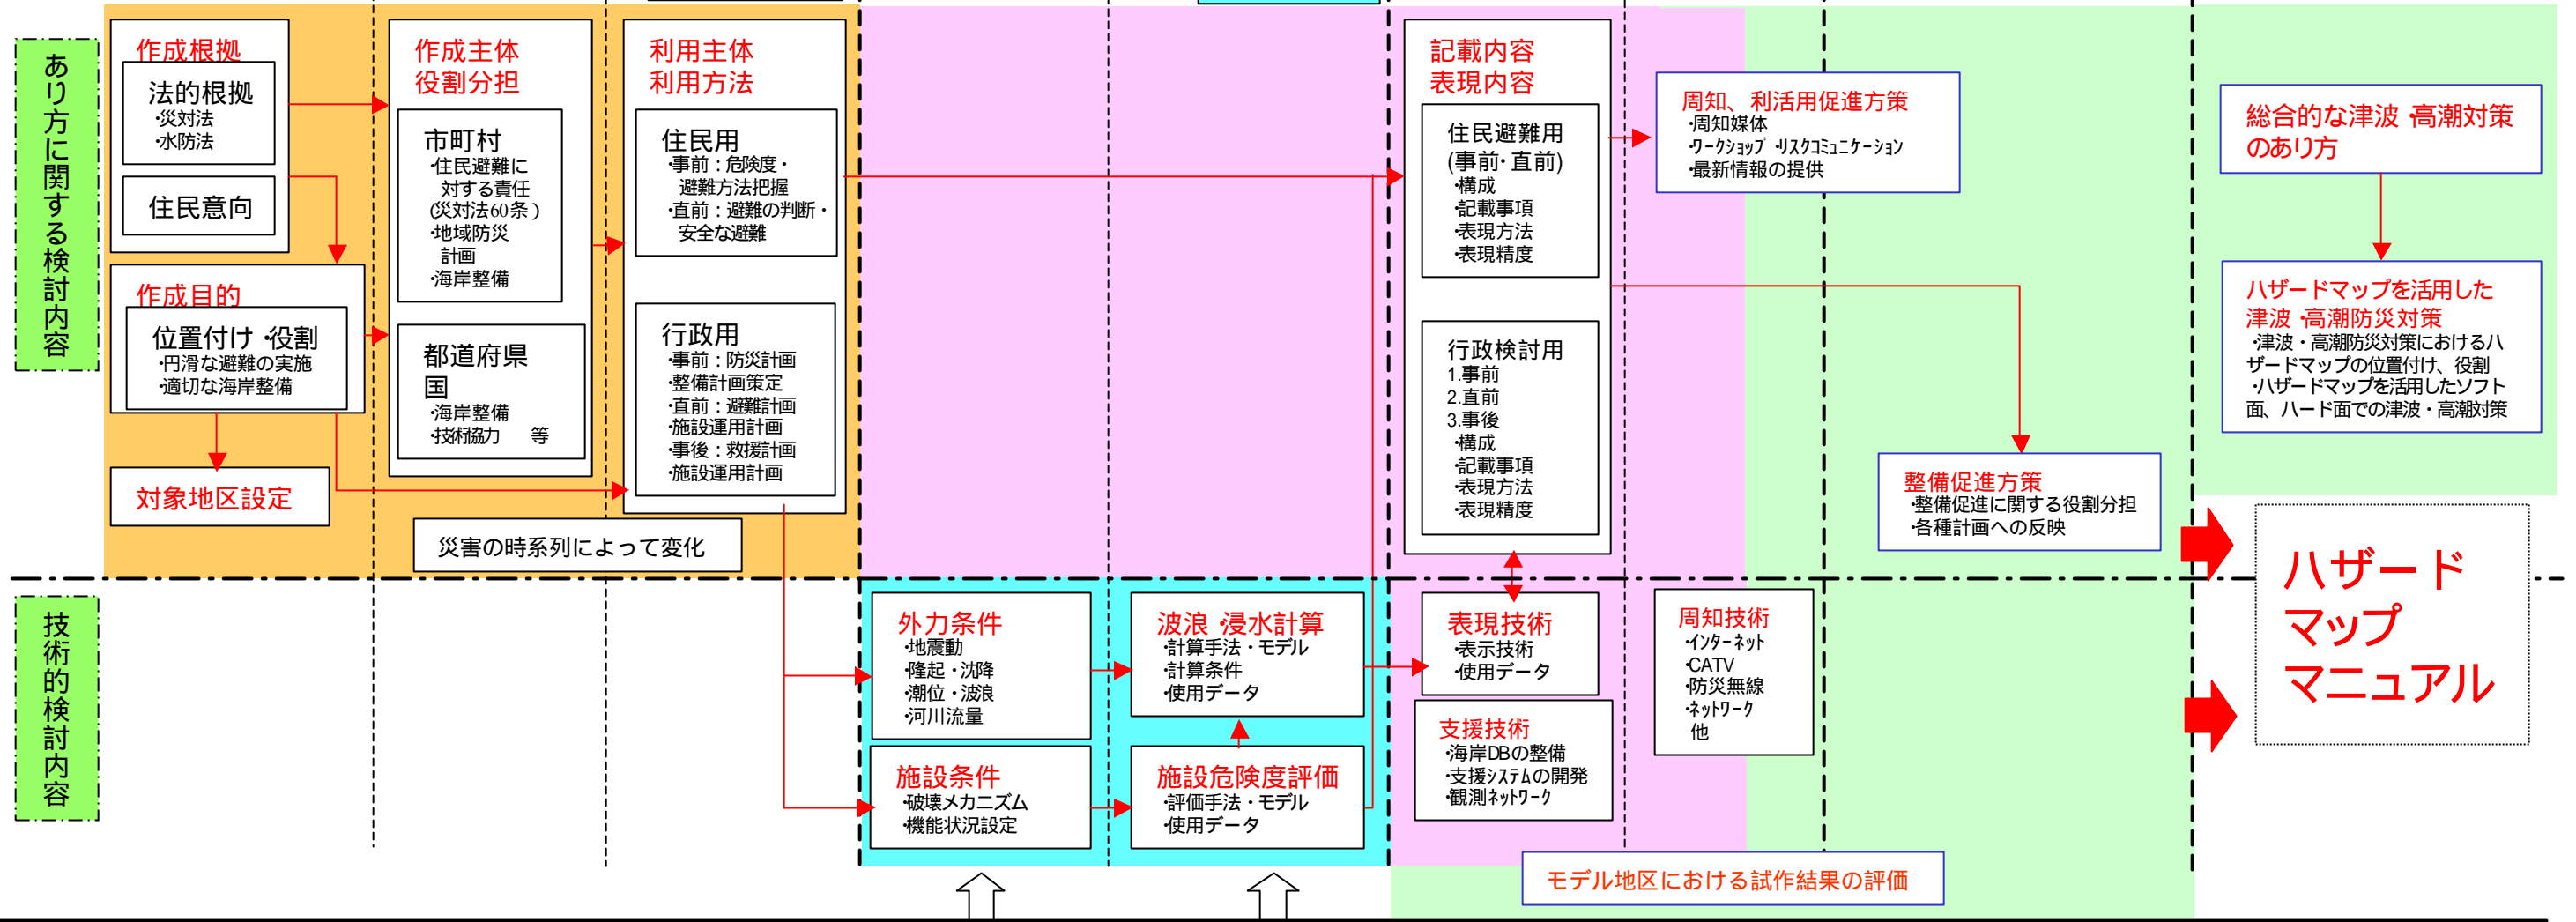 あり方に関する検討内容
作成根拠
法的根拠
・災対法
・水防法
住民意向
作成目的
位置付け・役割
・円滑な避難の実施
・適切な海岸整備
対象地区設定
作成主体
役割分担
市町村
・住民避難に
対する責任
(災対法60条)
・地域防災
計画
・海岸整備
都道府県
国
・海岸整備
・技術協力　等
災害の時系列によって変化
利用主体
利用方法
住民用
・事前：危険度・
避難方法把握
・直前：避難の判断・
安全な避難
行政用
・事前：防災計画
・整備計画策定
・直前：避難計画
・施設運用計画
・事後：救援計画
・施設運用計画
記載内容
表現内容
住民避難用
(事前・直前)
・構成
・記載事項
・表現方法
・表現精度
行政検討用
1.事前
2.直前
3.事後
・構成
・記載事項
・表現方法
・表現精度
周知、利活用促進方策
・周知媒体
・ワークショップ・リスクコミュニケーション
・最新情報の提供
整備促進方策
・整備促進に関する役割分担
・各種計画への反映
総合的な津波・高潮対策
のあり方
ハザードマップを活用した
津波・高潮防災対策
・津波・高潮防災対策におけるハ
ザードマップの位置付け、役割
・ハザードマップを活用したソフト
面、ハード面での津波・高潮対策
技術的検討内容
外力条件
・地震動
・隆起・沈降
・潮位・波浪
・河川流量
施設条件
・破壊メカニズム
・機能状況設定
波浪・浸水計算
・計算手法・モデル
・計算条件
・使用データ
施設危険度評価
・評価手法・モデル
・使用データ
表現技術
・表示技術
・使用データ
支援技術
・海岸DBの整備
・支援システムの開発
・観測ネットワーク
周知技術
・インターネット
・CATV
・防災無線
・ネットワーク
他
モデル地区における試作結果の評価
ハザード
マップ
マニュアル